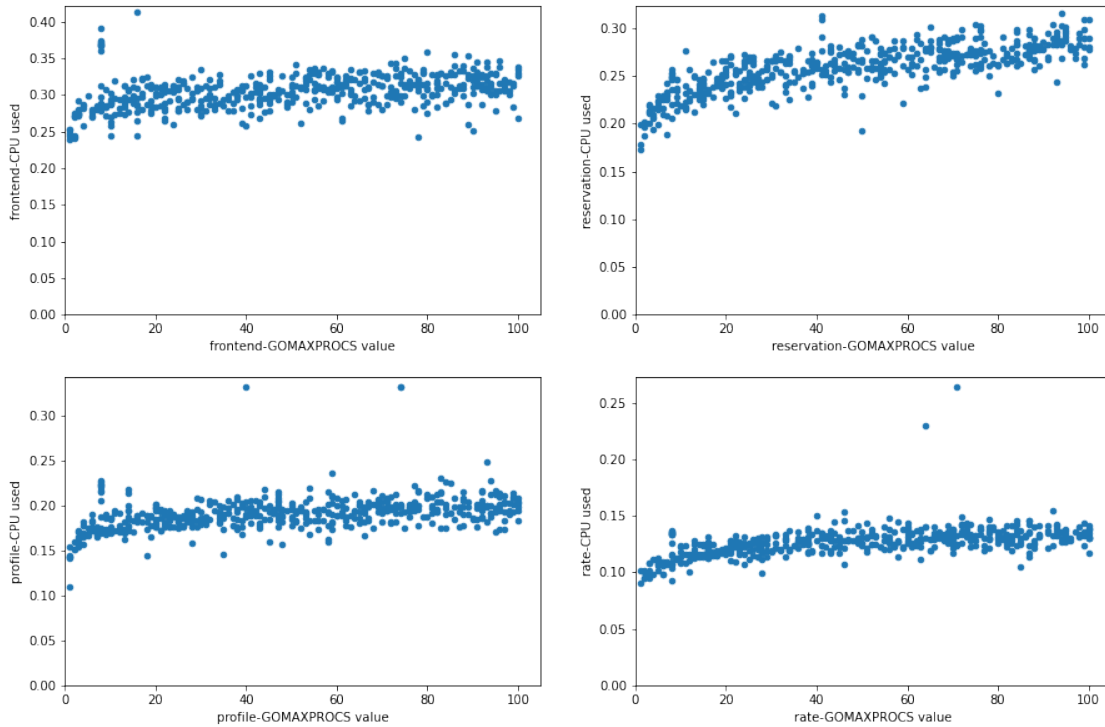 0.40
0.35
0.30
0.25
0.20
0.15
0.10
0.05
0.00
frontend-CPU used
0 20 40 60 80 100
frontend-GOMAXPROCS value
0.30
0.25
0.20
0.15
0.10
0.05
0.00
reservation-CPU used
0 20 40 60 80 100
reservation-GOMAXPROCS value
0.30
0.25
0.20
0.15
0.10
0.05
0.00
profile-CPU used
0 20 40 60 80 100
profile-GOMAXPROCS value
0.25
0.20
0.15
0.10
0.05
0.00
rate-CPU used
0 20 40 60 80 100
rate-GOMAXPROCS value